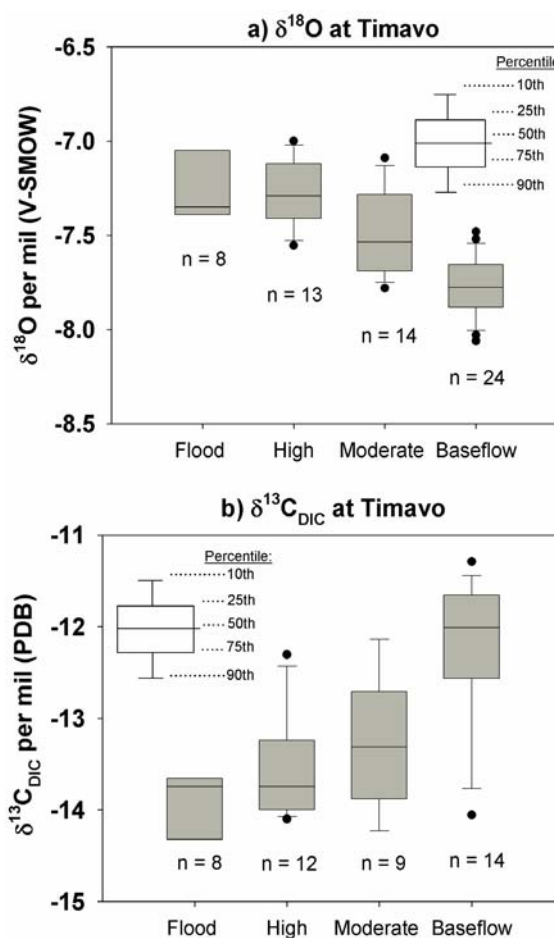 a) δ18O at Timavo
δ18O per mil (V-SMOW)
-6.5
-7.0
-7.5
-8.0
-8.5
Percentile
10th
25th
50th
75th
90th
n = 8
n = 13
n = 14
n = 24
Flood
High
Moderate
Baseflow
b) δ13CDIC at Timavo
δ13CDIC per mil (PDB)
-11
-12
-13
-14
-15
Percentile:
10th
25th
50th
75th
90th
n = 8
n = 12
n = 9
n = 14
Flood
High
Moderate
Baseflow